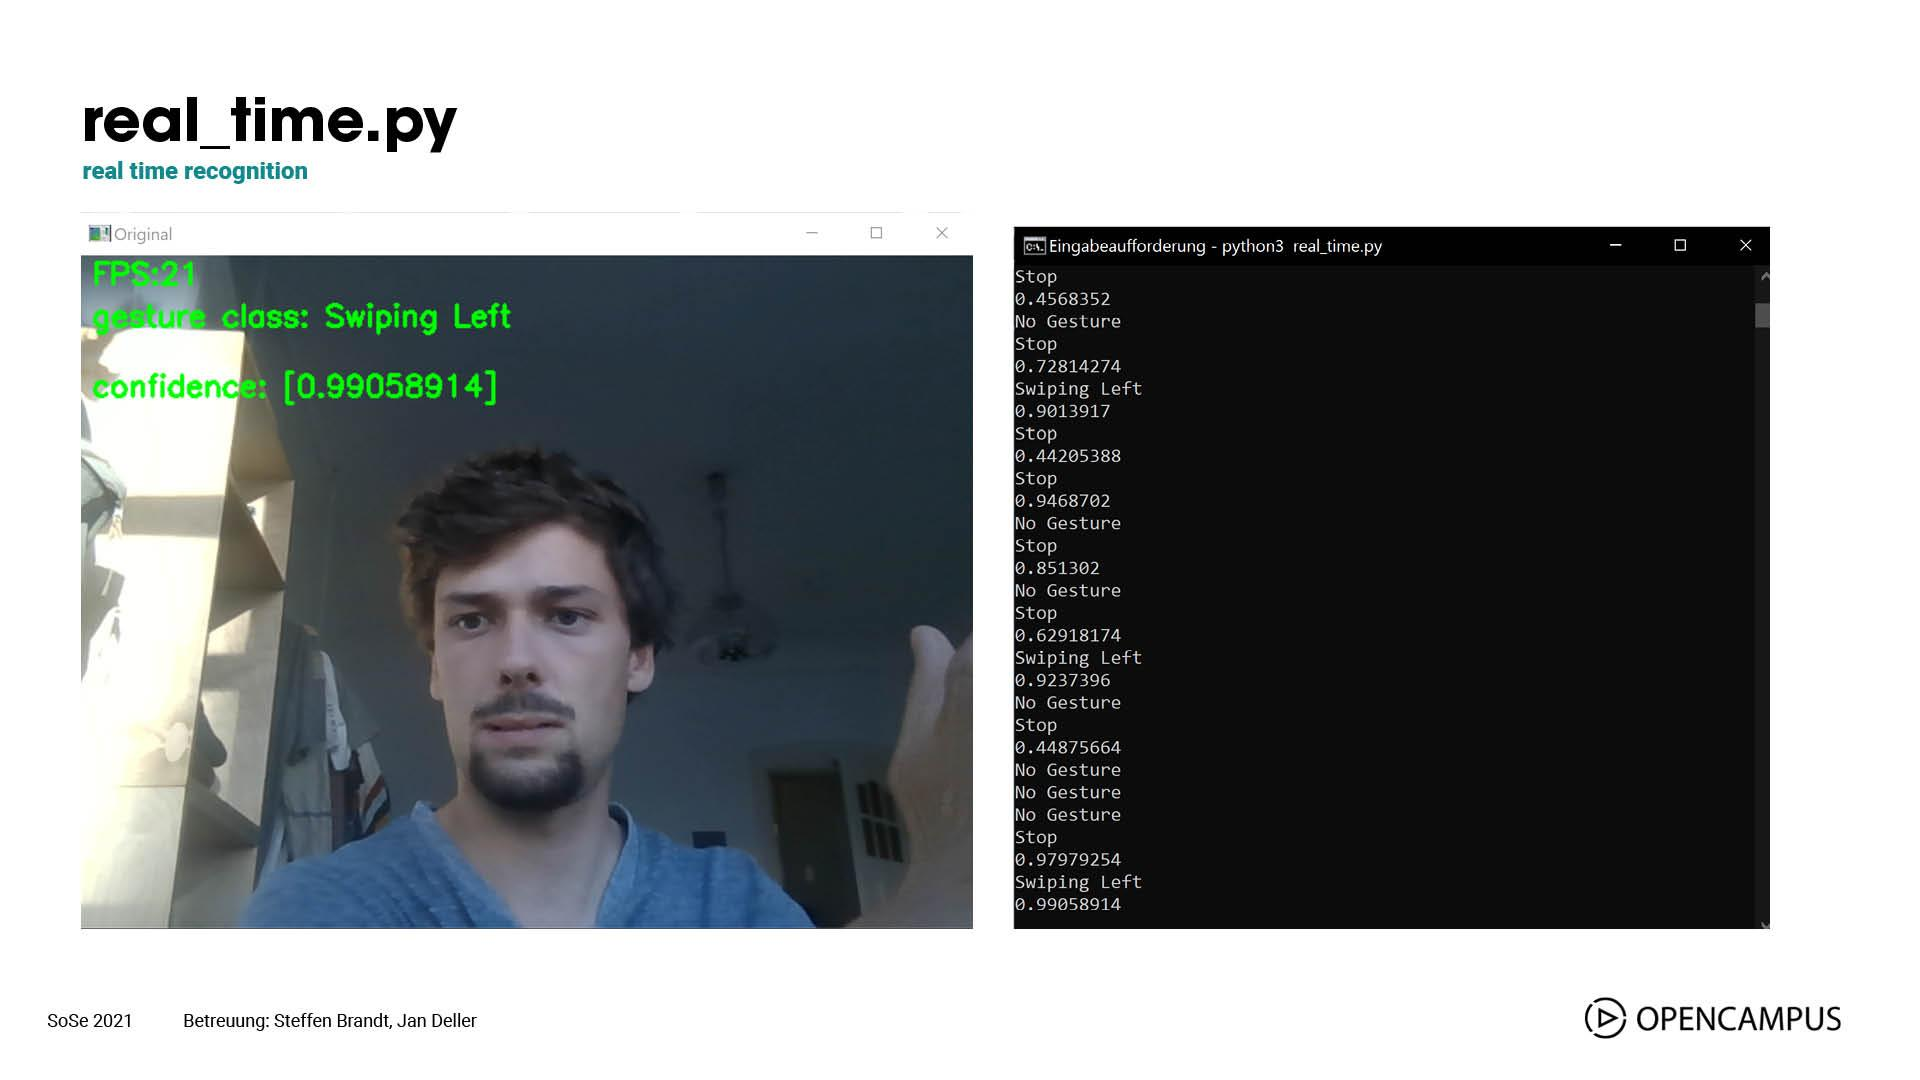 real_time.py
real time recognition
Original
FPS:21
gesture class: Swiping Left
confidence: [0.99058914]
Eingabeaufforderung - python3 real_time.py
Stop
0.4568352
No Gesture
Stop
0.72814274
Swiping Left
0.9013917
Stop
0.44205388
Stop
0.9468702
No Gesture
Stop
0.851302
No Gesture
Stop
0.62918174
Swiping Left
0.9237396
No Gesture
Stop
0.44875664
No Gesture
No Gesture
No Gesture
Stop
0.97979254
Swiping Left
0.99058914
SoSe 2021
Betreuung: Steffen Brandt, Jan Deller
OPENCAMPUS